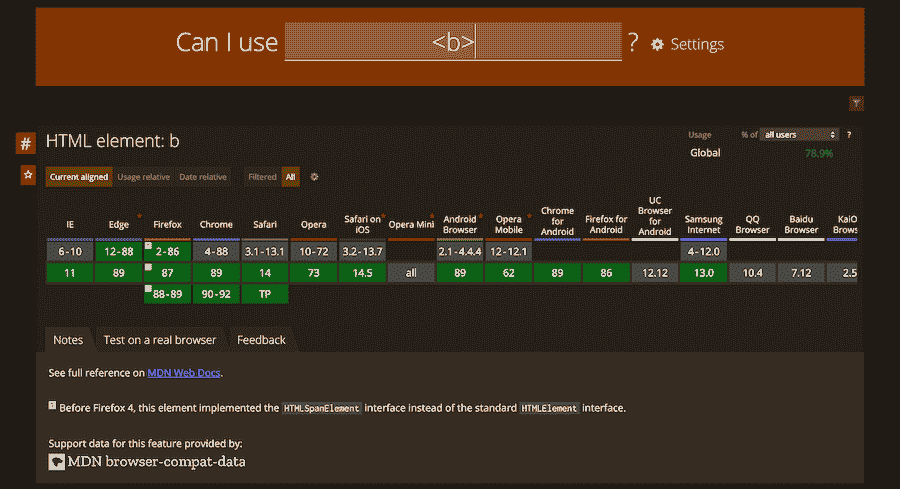 Can I use <b> ? Settings
# HTML element: b
Usage % of all users ?
Global 78.9%
Current aligned Usage relative Date relative Filtered All
IE Edge * Firefox Chrome Safari Opera Safari on iOS * Opera Mini * Android Browser * Opera Mobile * Chrome for Android Firefox for Android UC Browser for Android Samsung Internet QQ Browser Baidu Browser KaiO Brows
6-10 12-88 2-86 4-88 3.1-13.1 10-72 3.2-13.7 2.1-4.4.4 12-12.1 4-12.0
11 89 87 89 14 73 14.5 all 89 62 89 86 12.12 13.0 10.4 7.12 2.5
88-89 90-92 TP
Notes Test on a real browser Feedback
See full reference on MDN Web Docs.
1 Before Firefox 4, this element implemented the HTMLSpanElement interface instead of the standard HTMLElement interface.
Support data for this feature provided by:
MDN browser-compat-data